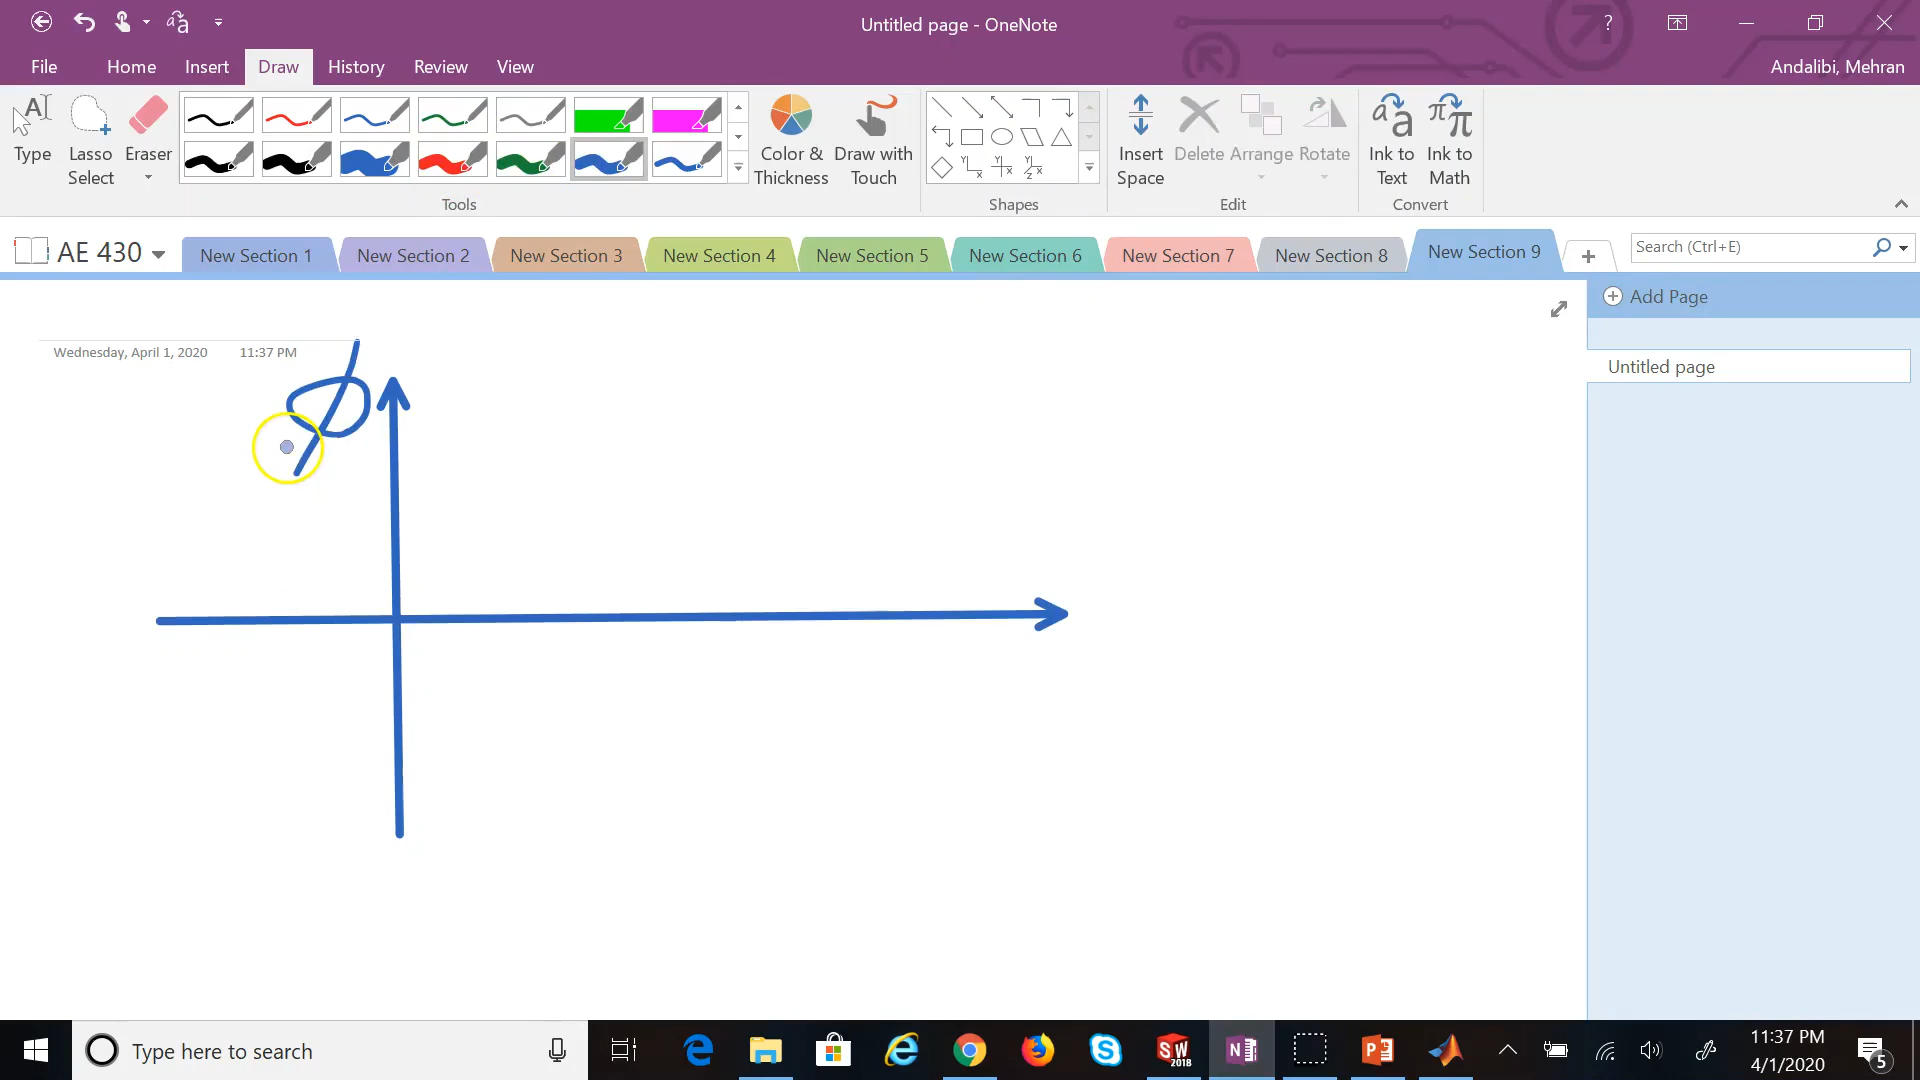 Untitled page - OneNote
?
File Home Insert Draw History Review View
Andalibi, Mehran
Type
Lasso Select
Eraser
Color & Thickness
Draw with Touch
Insert Space
Delete
Arrange
Rotate
Ink to Text
Ink to Math
Tools
Shapes
Edit
Convert
AE 430
New Section 1
New Section 2
New Section 3
New Section 4
New Section 5
New Section 6
New Section 7
New Section 8
New Section 9
+
Search (Ctrl+E)
Add Page
Untitled page
Wednesday, April 1, 2020 11:37 PM
ϕ
Type here to search
SW 2018
11:37 PM
4/1/2020
5